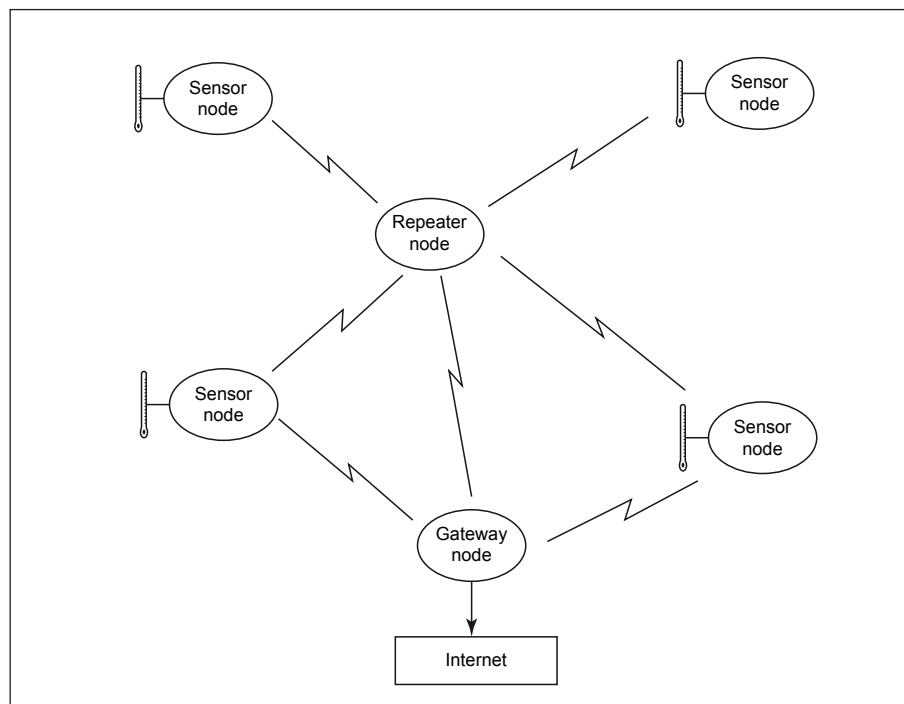 Sensor
node
Sensor
node
Repeater
node
Sensor
node
Sensor
node
Gateway
node
Internet